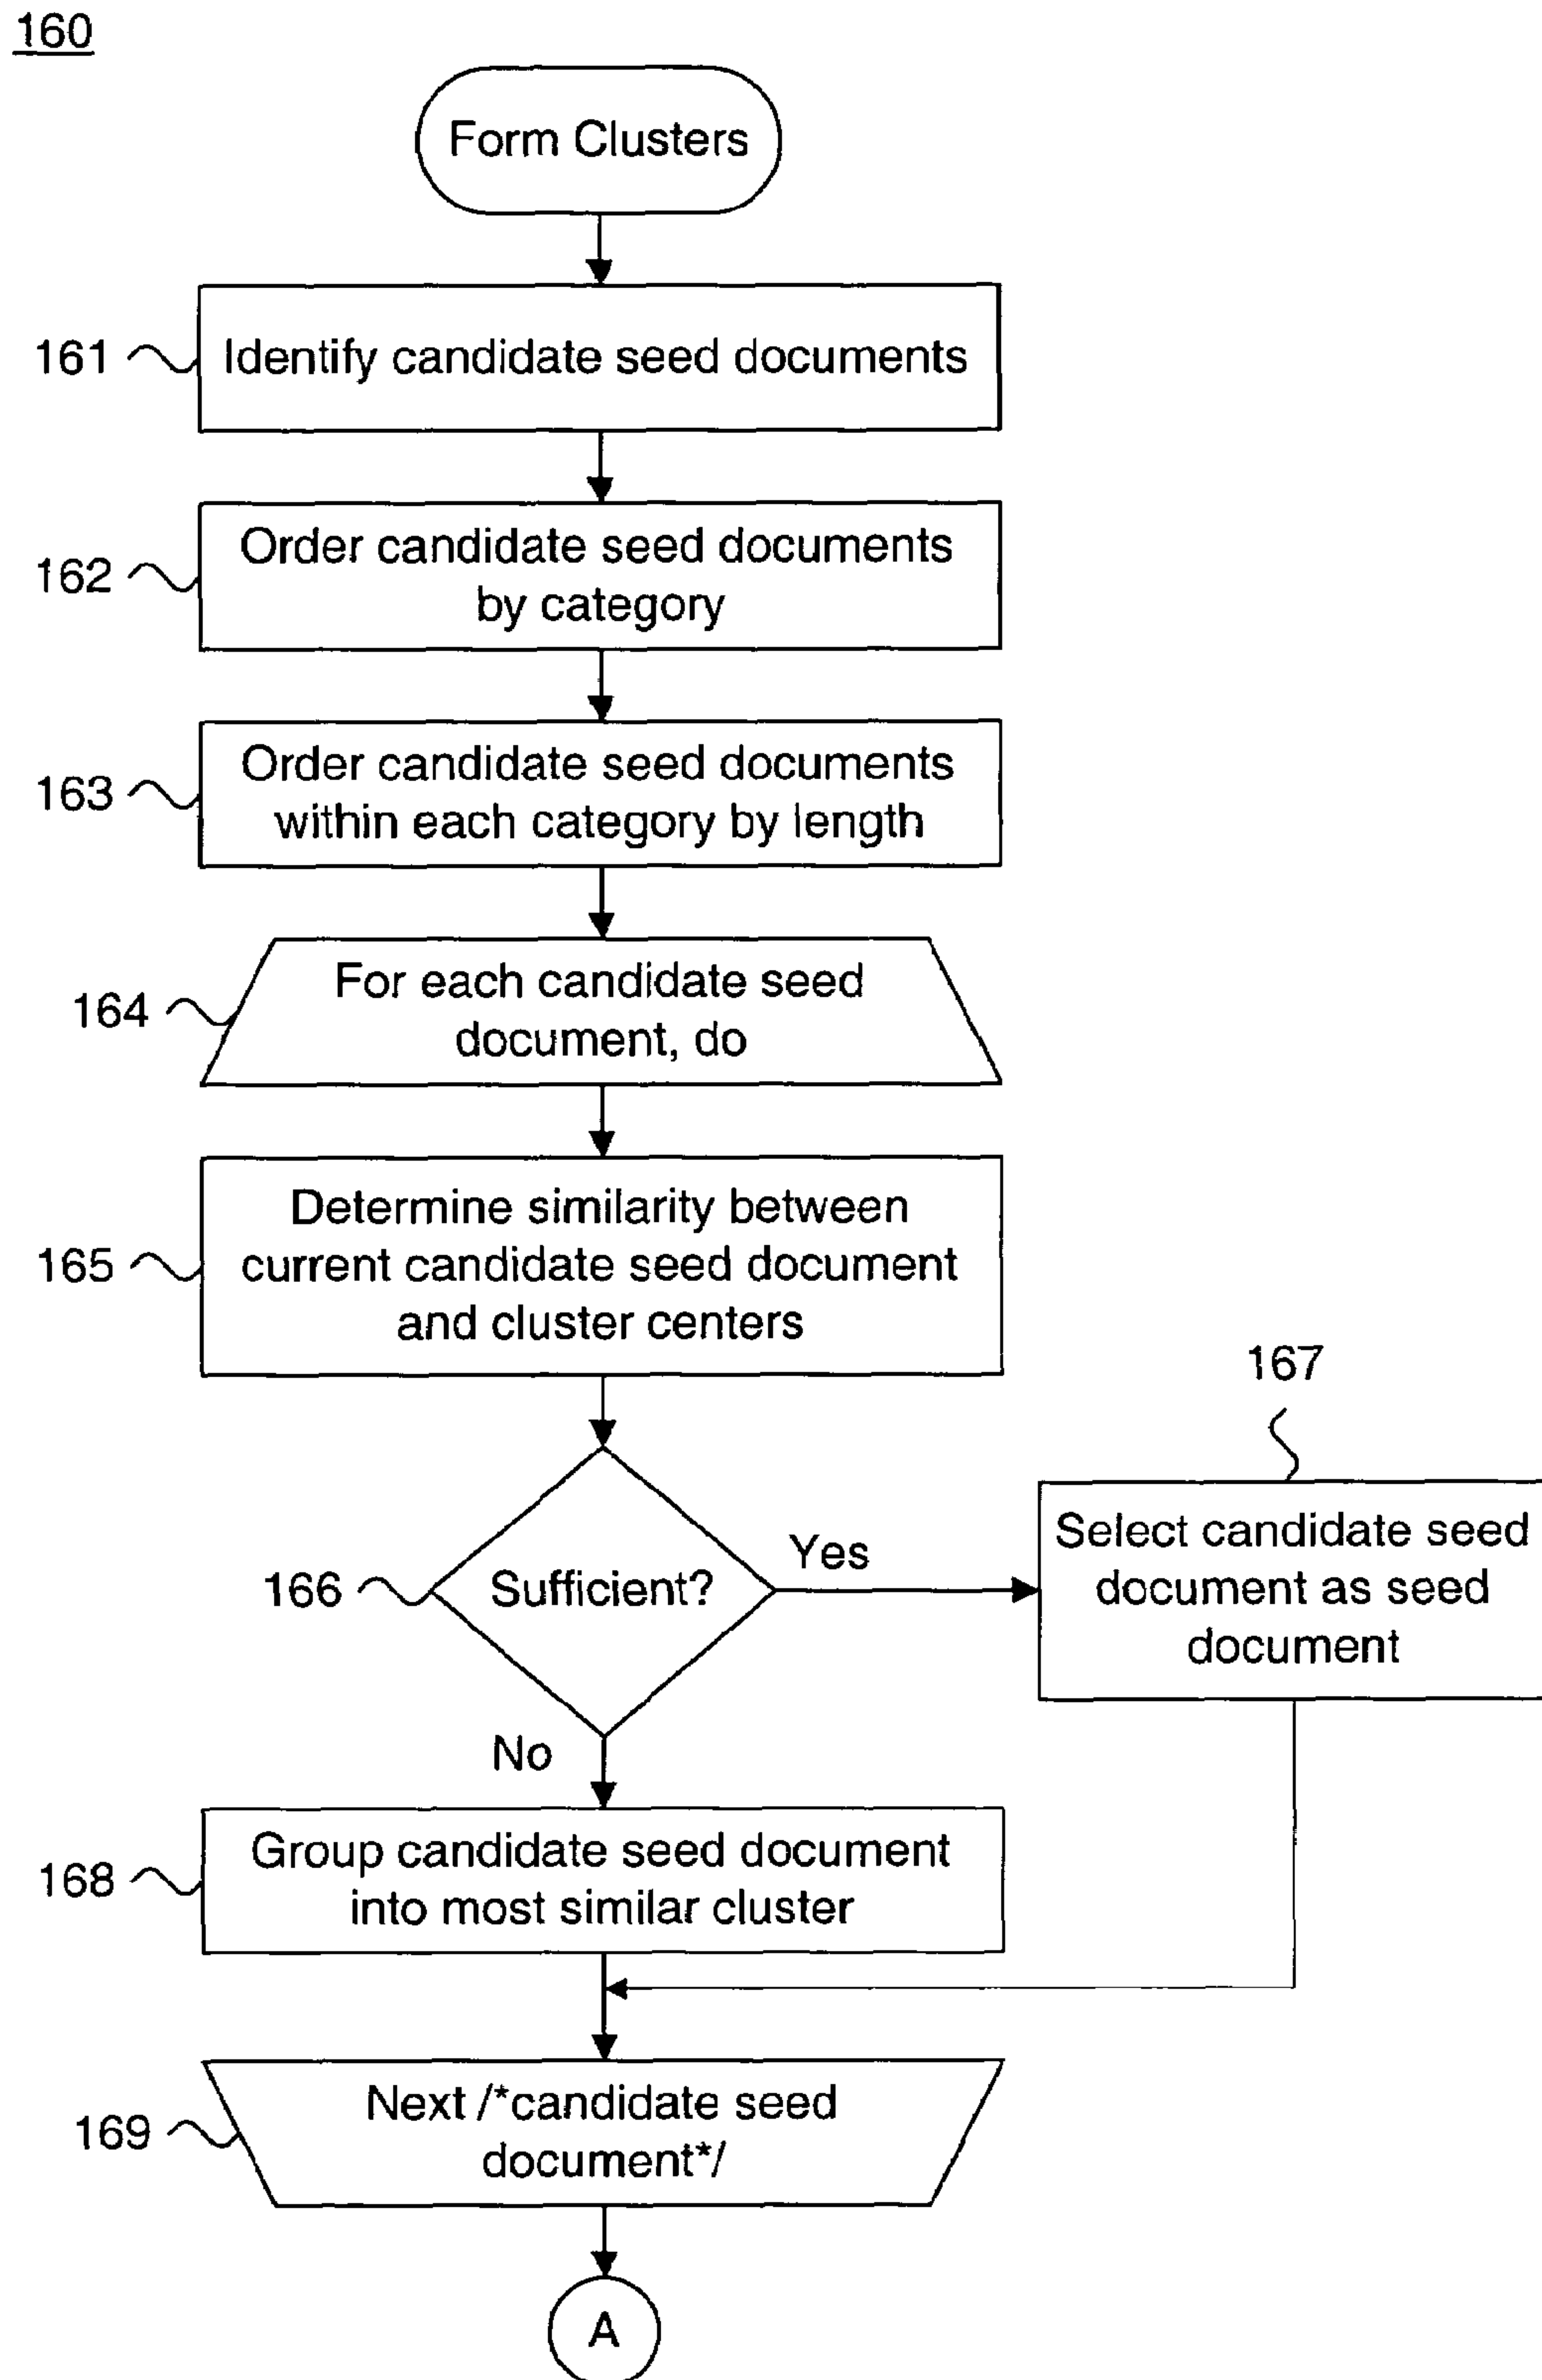 160
Form Clusters
161
Identify candidate seed documents
162
Order candidate seed documents
by category
163
Order candidate seed documents
within each category by length
164
For each candidate seed
document, do
165
Determine similarity between
current candidate seed document
and cluster centers
166
Sufficient?
Yes
167
Select candidate seed
document as seed
document
No
168
Group candidate seed document
into most similar cluster
169
Next /*candidate seed
document*/
A